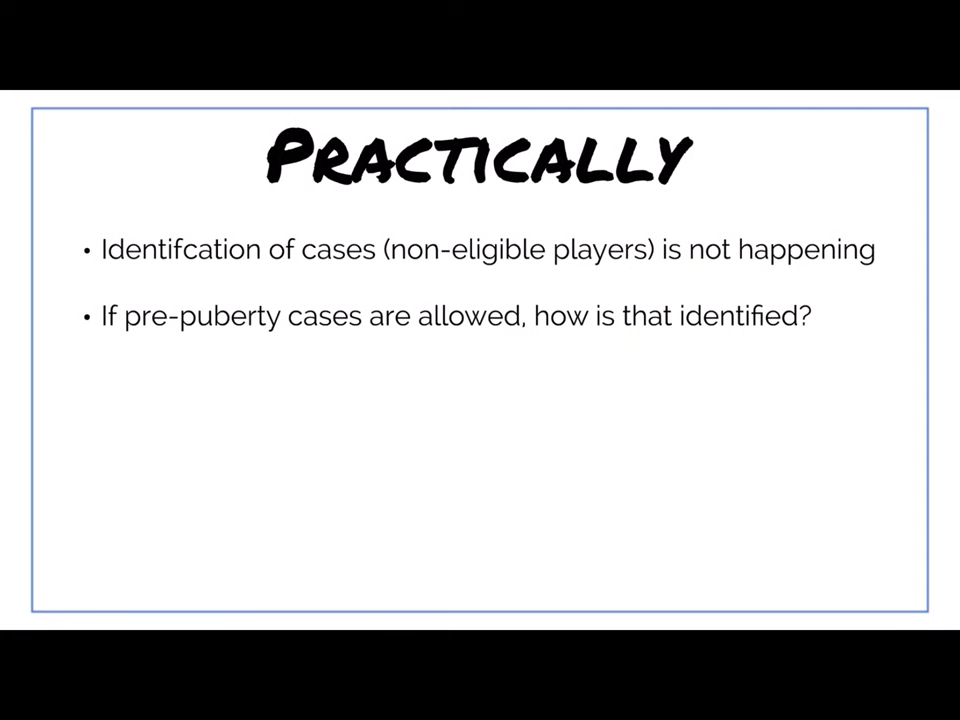 PRACTICALLY
• Identifcation of cases (non-eligible players) is not happening
• If pre-puberty cases are allowed, how is that identified?